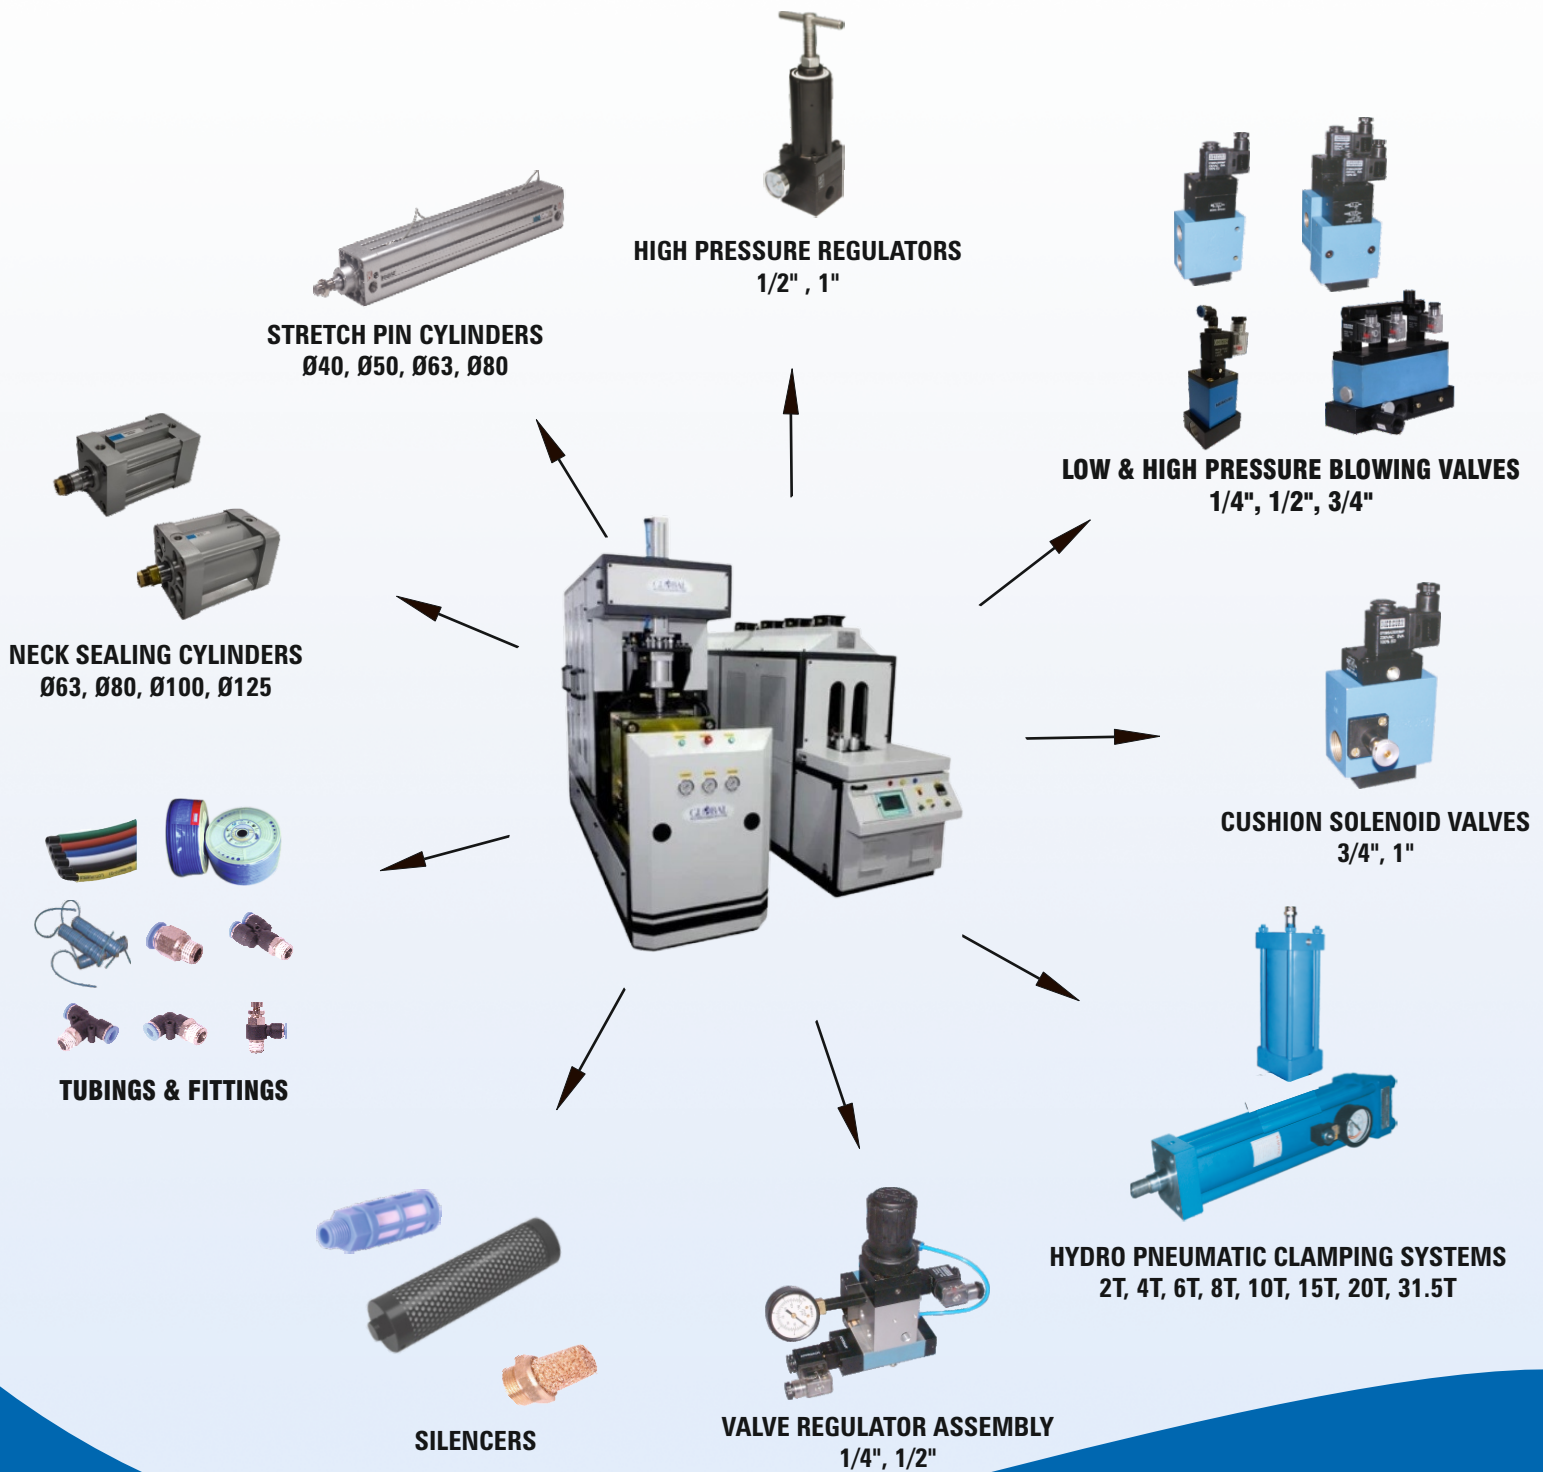 HIGH PRESSURE REGULATORS
1/2" , 1"
STRETCH PIN CYLINDERS
Ø40, Ø50, Ø63, Ø80
LOW & HIGH PRESSURE BLOWING VALVES
1/4", 1/2", 3/4"
NECK SEALING CYLINDERS
Ø63, Ø80, Ø100, Ø125
GLOBAL
GLOBAL
CUSHION SOLENOID VALVES
3/4", 1"
TUBINGS & FITTINGS
HYDRO PNEUMATIC CLAMPING SYSTEMS
2T, 4T, 6T, 8T, 10T, 15T, 20T, 31.5T
SILENCERS
VALVE REGULATOR ASSEMBLY
1/4", 1/2"